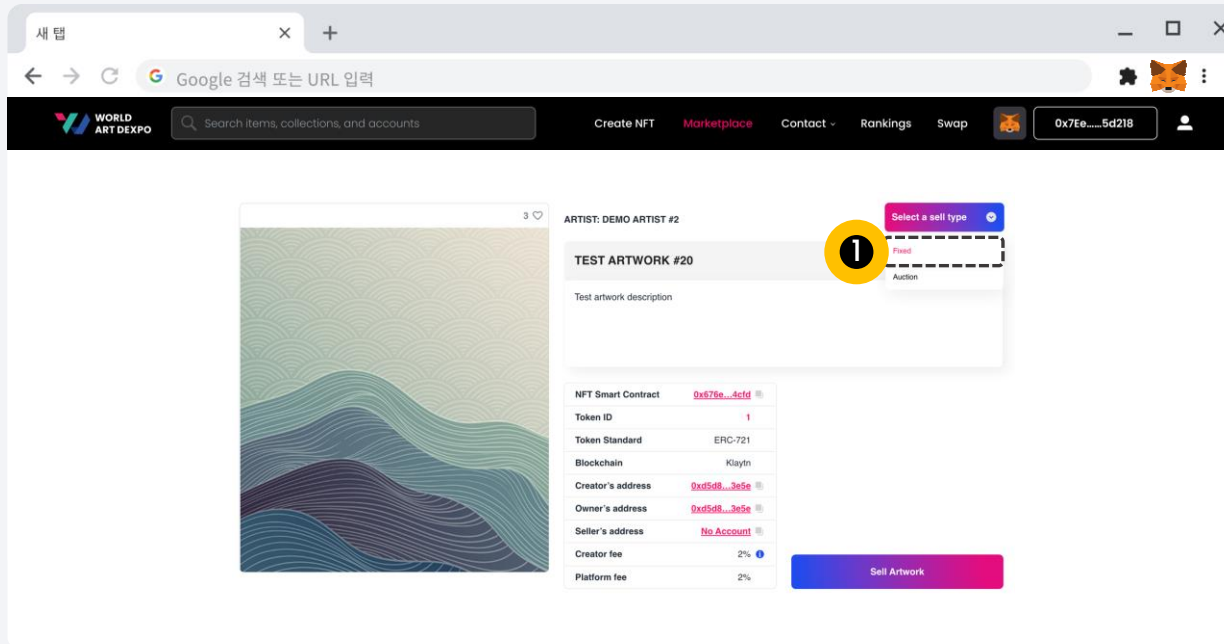 새 탭
Google 검색 또는 URL 입력
WORLD
ART DEXPO
Search items, collections, and accounts
Create NFT
Marketplace
Contact
Rankings
Swap
0x7Ee......5d218
3
ARTIST: DEMO ARTIST #2
Select a sell type
1
Fixed
Auction
TEST ARTWORK #20
Test artwork description
NFT Smart Contract 0x676e...4cfd
Token ID 1
Token Standard ERC-721
Blockchain Klaytn
Creator's address 0xd5d8...3e5e
Owner's address 0xd5d8...3e5e
Seller's address No Account
Creator fee 2%
Platform fee 2%
Sell Artwork